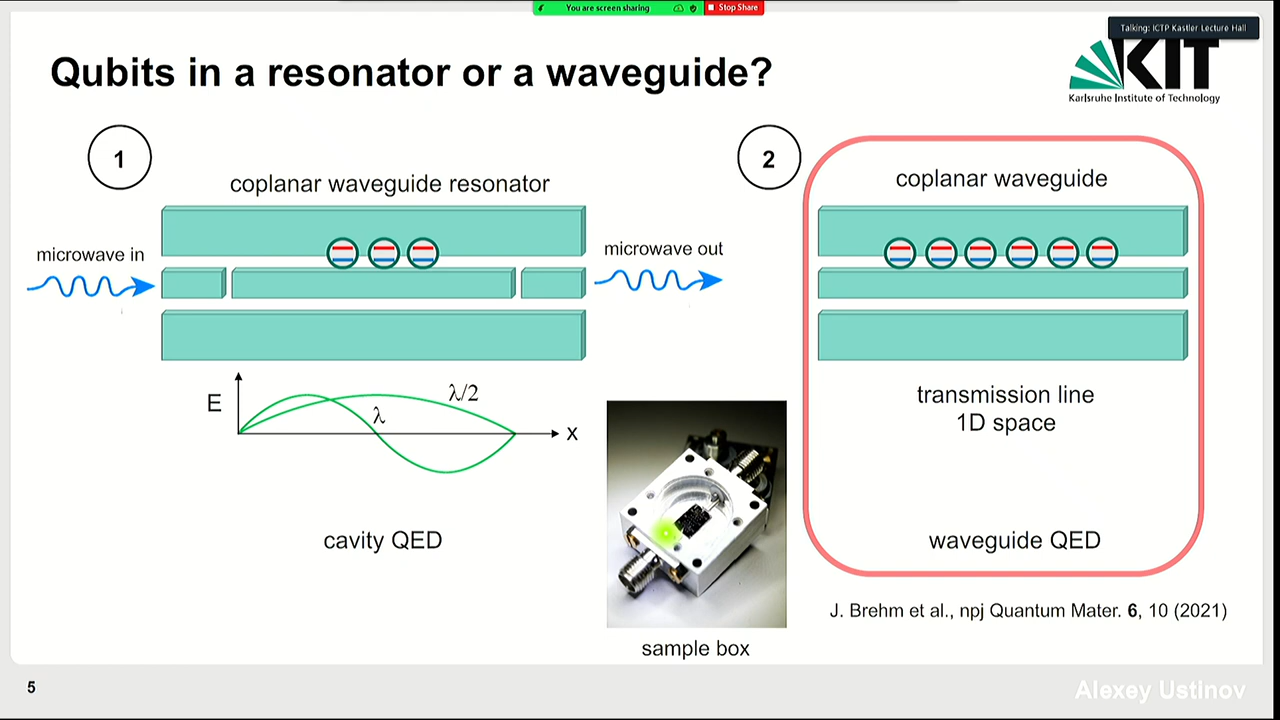 You are screen sharing
Stop Share
Talking: ICTP Kastler Lecture Hall
Qubits in a resonator or a waveguide?
KIT
Karlsruhe Institute of Technology
1
coplanar waveguide resonator
microwave in
microwave out
E
λ/2
λ
x
cavity QED
sample box
2
coplanar waveguide
transmission line
1D space
waveguide QED
J. Brehm et al., npj Quantum Mater. 6, 10 (2021)
5
Alexey Ustinov